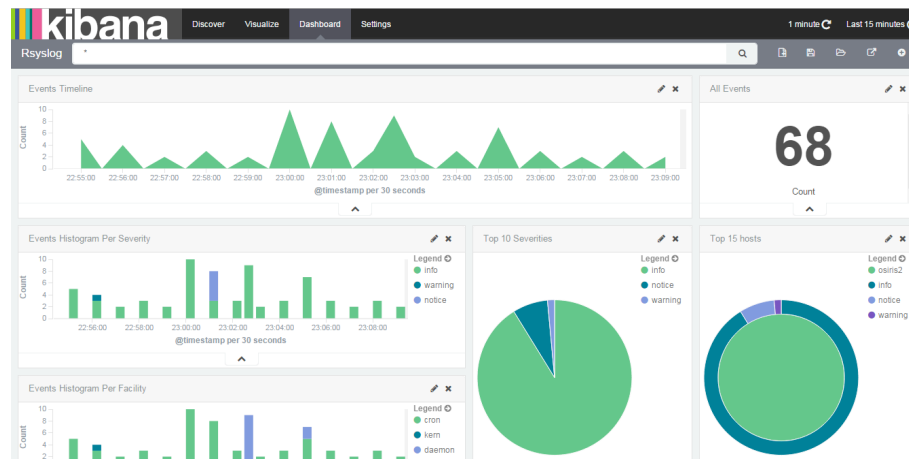 kibana Discover Visualize Dashboard Settings 1 minute Last 15 minutes
Rsyslog *
Events Timeline
All Events
10
8
6
4
2
0
Count
22:55:00 22:56:00 22:57:00 22:58:00 22:59:00 23:00:00 23:01:00 23:02:00 23:03:00 23:04:00 23:05:00 23:06:00 23:07:00 23:08:00 23:09:00
@timestamp per 30 seconds
68
Count
Events Histogram Per Severity
Top 10 Severities
Top 15 hosts
10
8
6
4
2
0
Count
22:56:00 22:58:00 23:00:00 23:02:00 23:04:00 23:06:00 23:08:00
@timestamp per 30 seconds
Legend
info
warning
notice
Legend
info
notice
warning
Legend
osiris2
info
notice
warning
Events Histogram Per Facility
10
8
6
4
2
Count
Legend
cron
kern
daemon